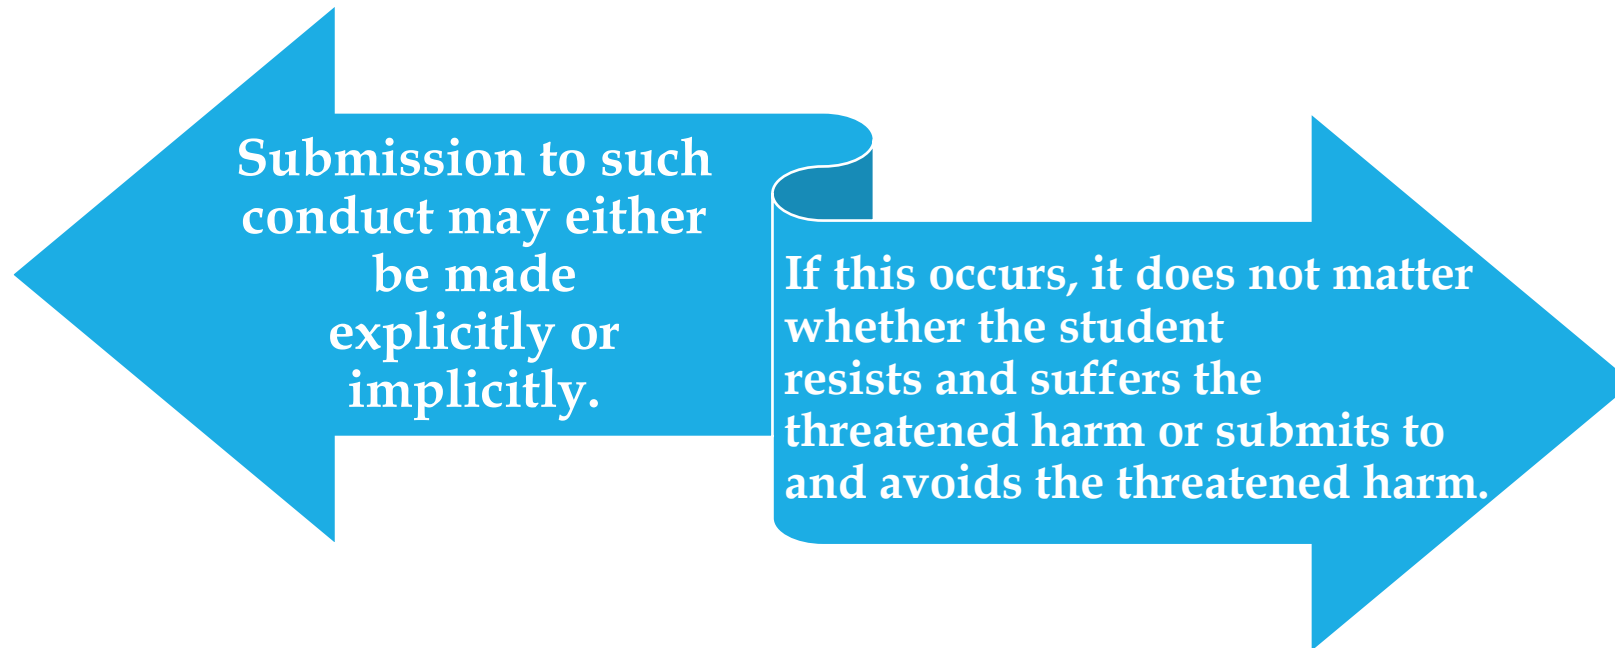 Submission to such
conduct may either
be made
explicitly or
implicitly.
If this occurs, it does not matter
whether the student
resists and suffers the
threatened harm or submits to
and avoids the threatened harm.